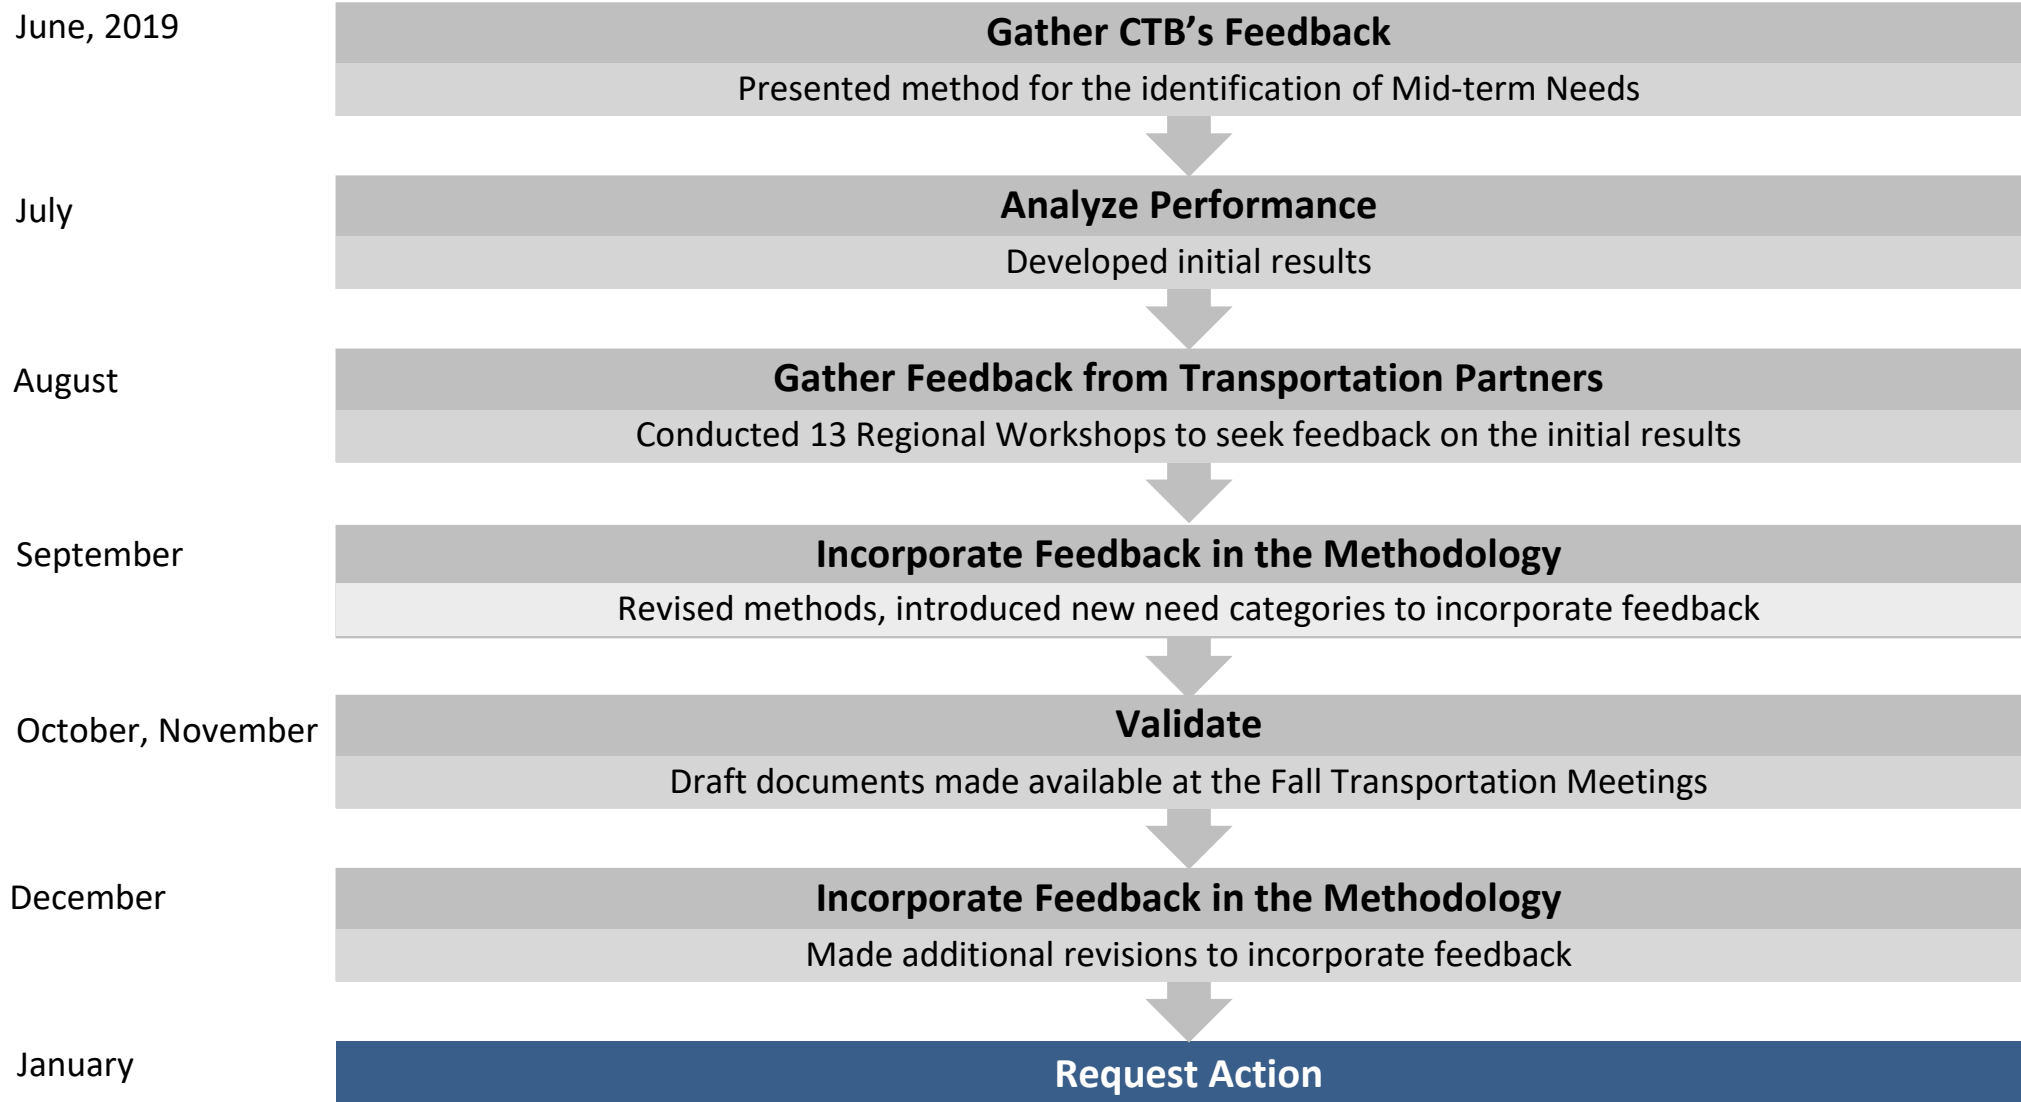 June, 2019
Gather CTB’s Feedback
Presented method for the identification of Mid-term Needs
July
Analyze Performance
Developed initial results
August
Gather Feedback from Transportation Partners
Conducted 13 Regional Workshops to seek feedback on the initial results
September
Incorporate Feedback in the Methodology
Revised methods, introduced new need categories to incorporate feedback
October, November
Validate
Draft documents made available at the Fall Transportation Meetings
December
Incorporate Feedback in the Methodology
Made additional revisions to incorporate feedback
January
Request Action